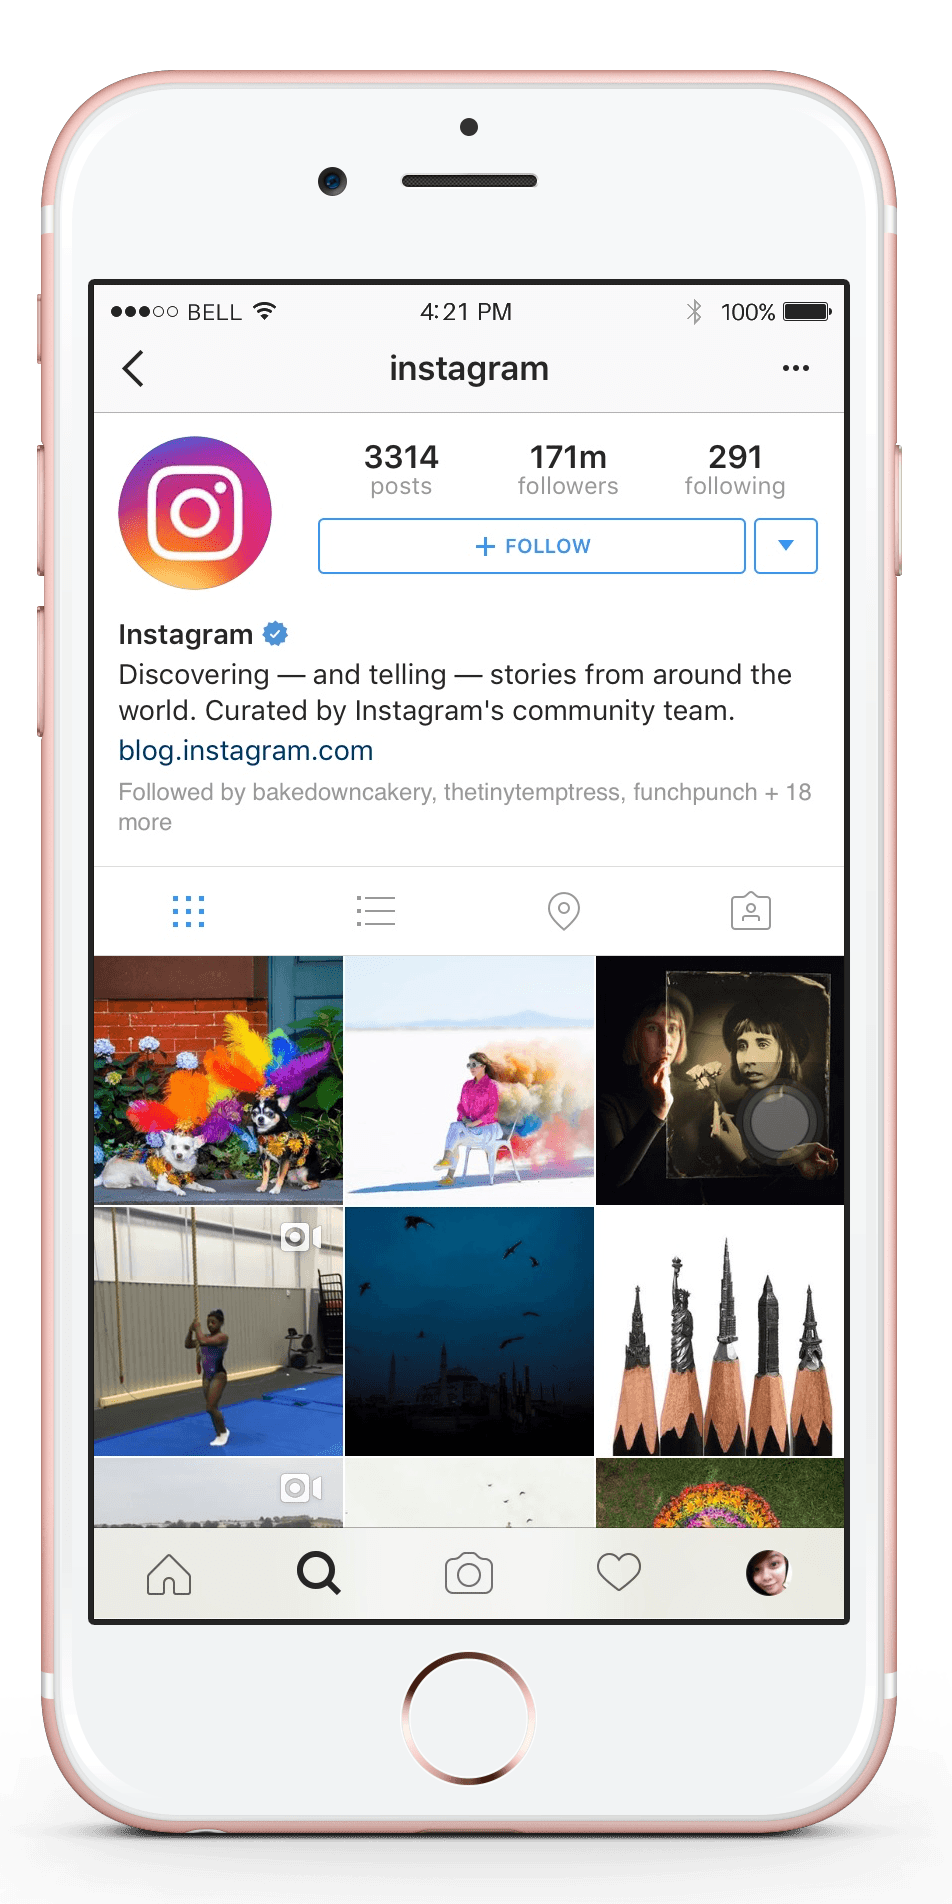 BELL 4:21 PM 100%
instagram
3314 171m 291
posts followers following
+ FOLLOW
Instagram
Discovering — and telling — stories from around the
world. Curated by Instagram's community team.
blog.instagram.com
Followed by bakedowncakery, thetinytemptress, funchpunch + 18
more